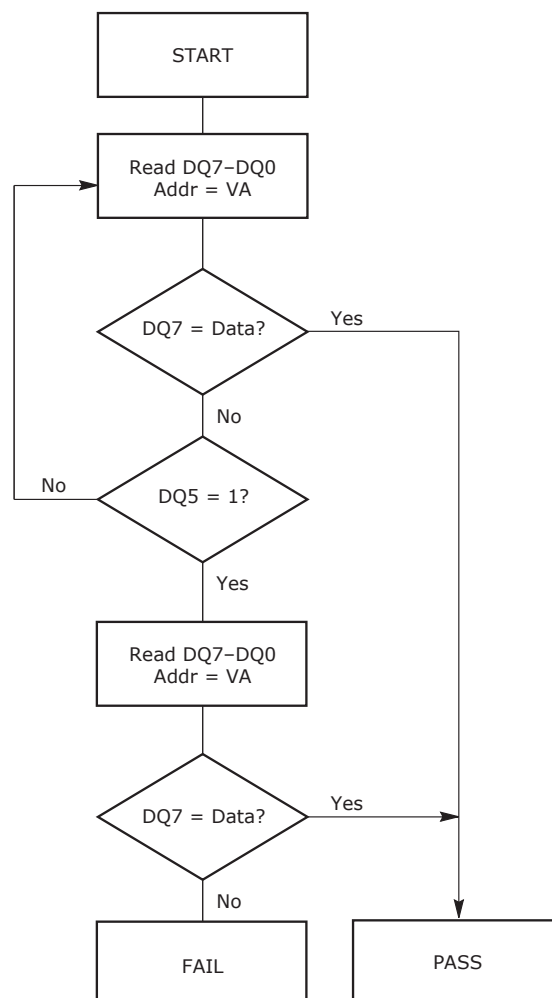 START
Read DQ7–DQ0
Addr = VA
DQ7 = Data?
Yes
No
No
DQ5 = 1?
Yes
Read DQ7–DQ0
Addr = VA
DQ7 = Data?
Yes
No
FAIL
PASS